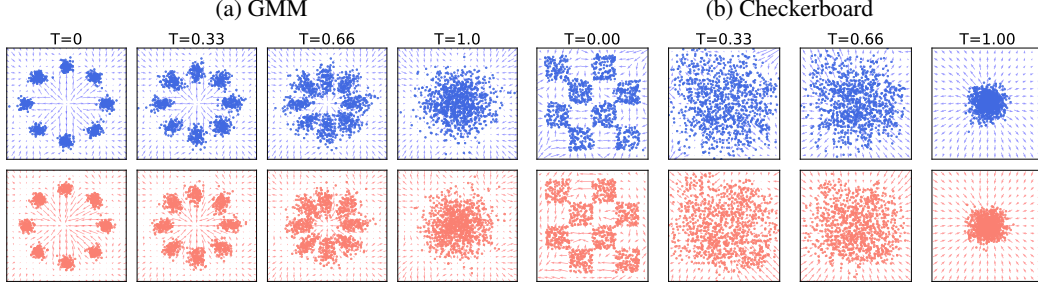 (a) GMM
(b) Checkerboard
T=0
T=0.33
T=0.66
T=1.0
T=0.00
T=0.33
T=0.66
T=1.00